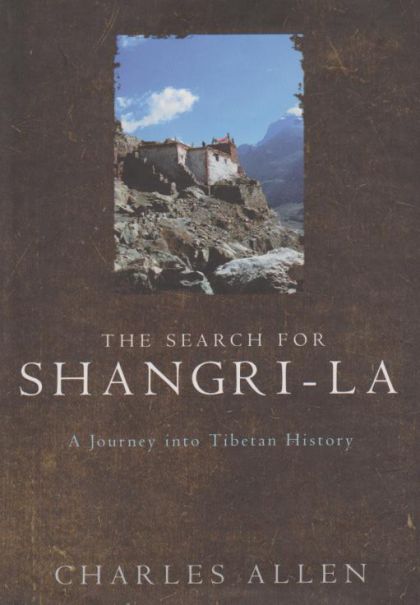 THE SEARCH FOR
SHANGRI-LA
A Journey into Tibetan History
CHARLES ALLEN